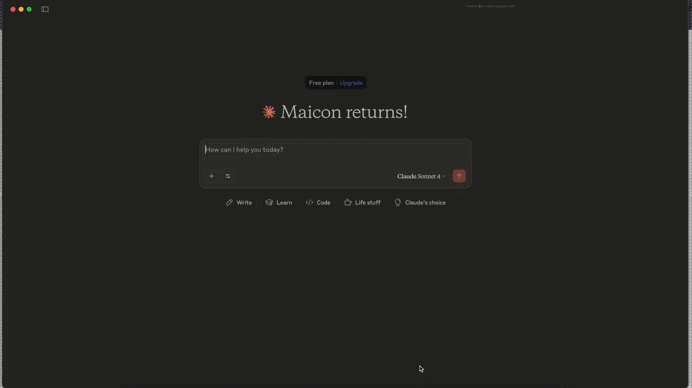 Free plan · Upgrade
Maicon returns!
How can I help you today?
Claude Sonnet 4
Write
Learn
Code
Life stuff
Claude's choice